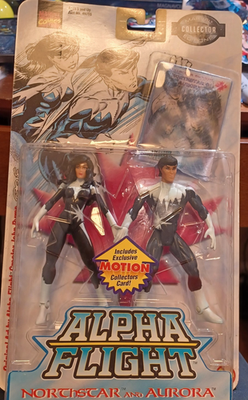 COLLECTOR
Includes
Exclusive
MOTION
Collectors
Card!
ALPHA
FLIGHT
NORTHSTAR AND AURORA